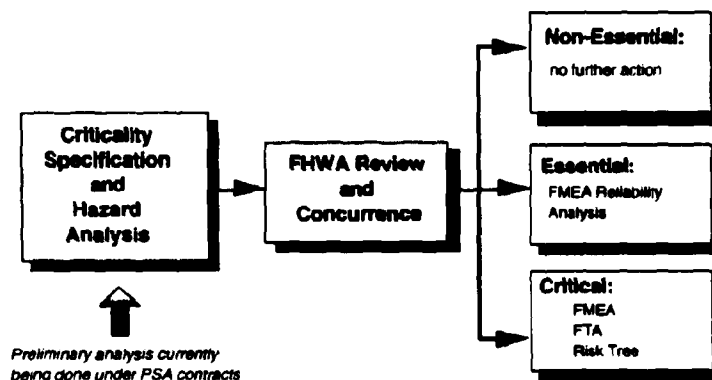 Criticality
Specification
and
Hazard
Analysis
Preliminary analysis currently
being done under PSA contracts
FHWA Review
and
Concurrence
Non-Essential:
no further action
Essential:
FMEA Reliability
Analysis
Critical:
FMEA
FTA
Risk Tree